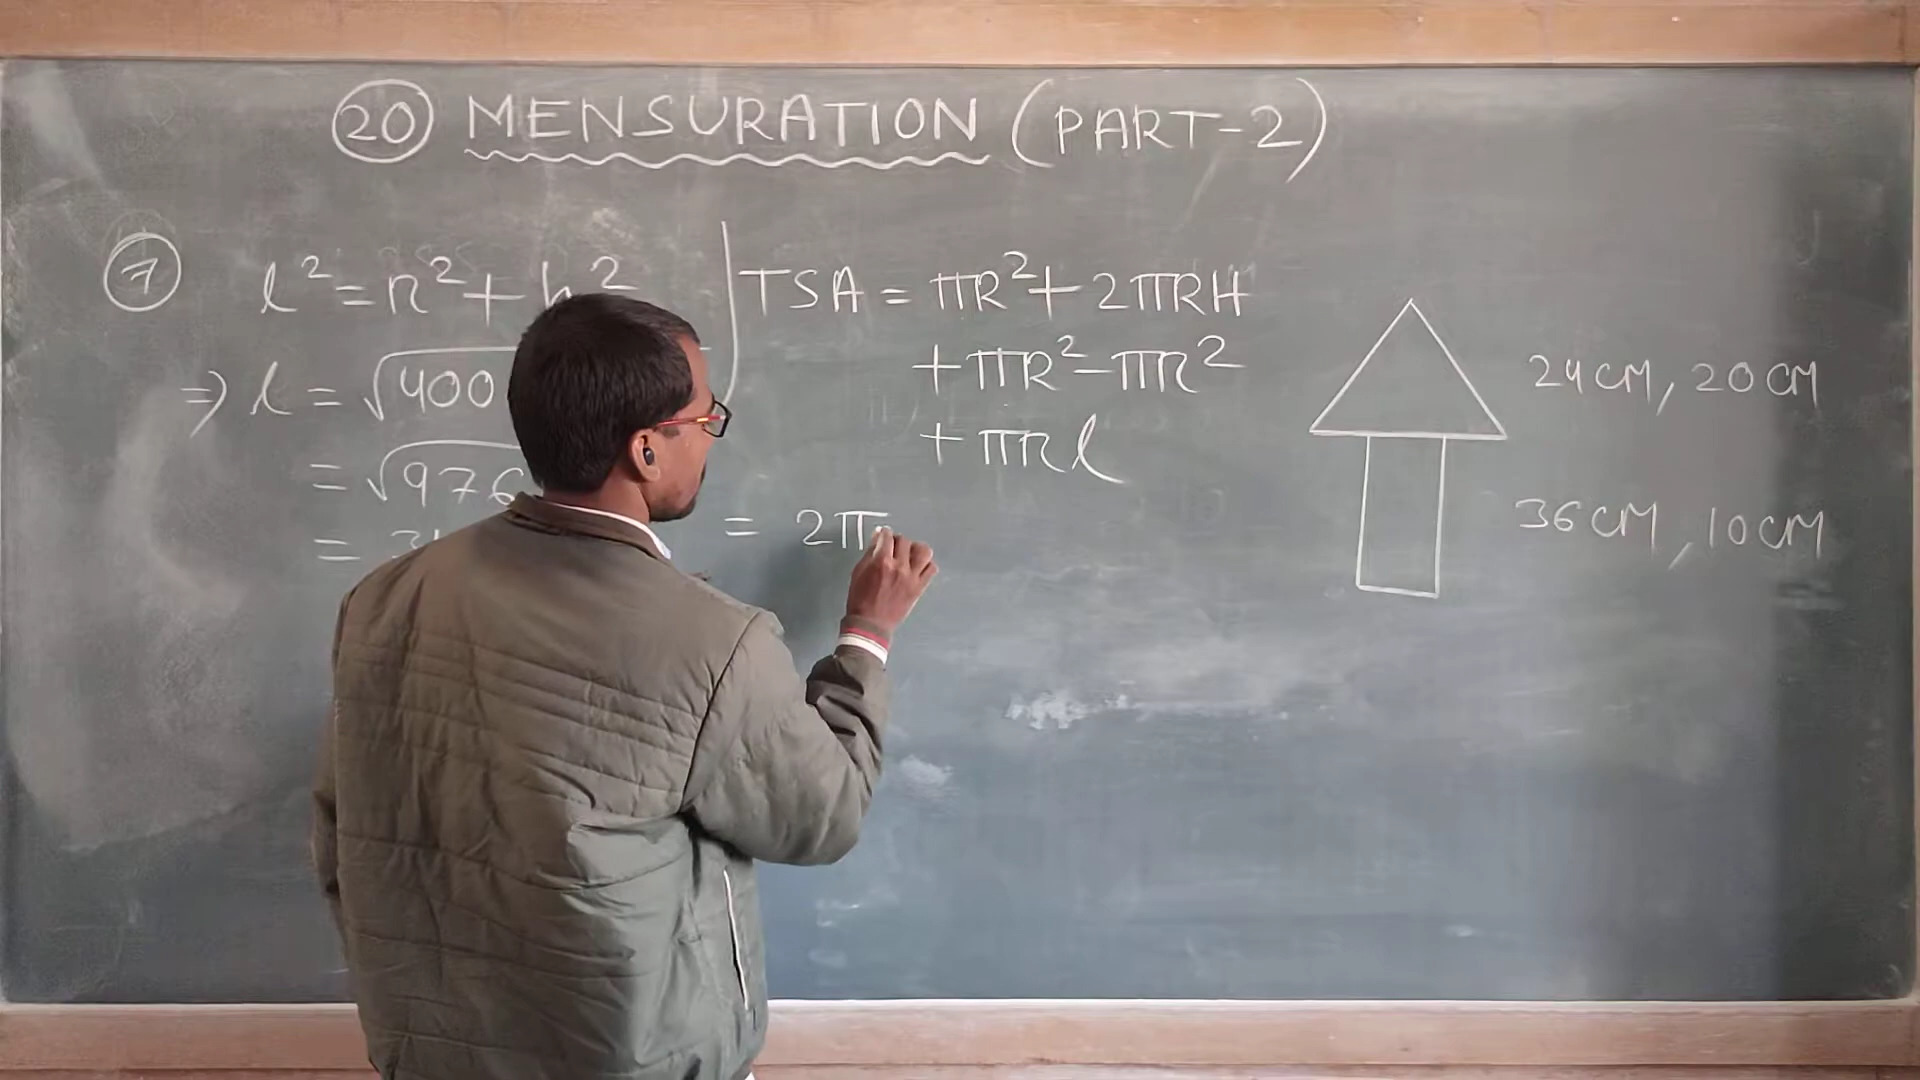 20 MENSURATION (PART-2)
7 l² = r² + h²
⇒ l = √400
= √976
= 31
TSA = πR² + 2πRH
+ πR² - πr²
+ πrl
= 2π
24 CM, 20 CM
36 CM, 10 CM